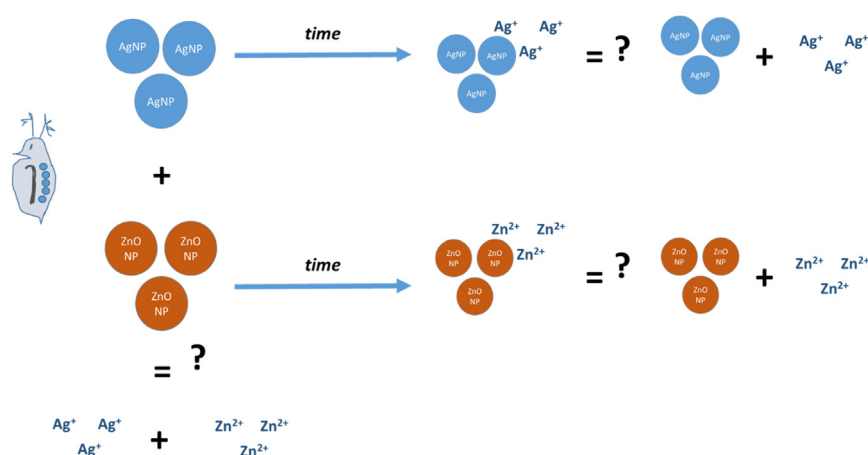 AgNP AgNP time Ag⁺ Ag⁺ AgNP AgNP Ag⁺ = ? AgNP AgNP + Ag⁺ Ag⁺
AgNP AgNP AgNP Ag⁺
+
ZnO NP ZnO NP time Zn²⁺ Zn²⁺ ZnO NP ZnO NP Zn²⁺ = ? ZnO NP ZnO NP + Zn²⁺ Zn²⁺
ZnO NP ZnO NP ZnO NP Zn²⁺
= ?
Ag⁺ Ag⁺ + Zn²⁺ Zn²⁺
Ag⁺ Zn²⁺